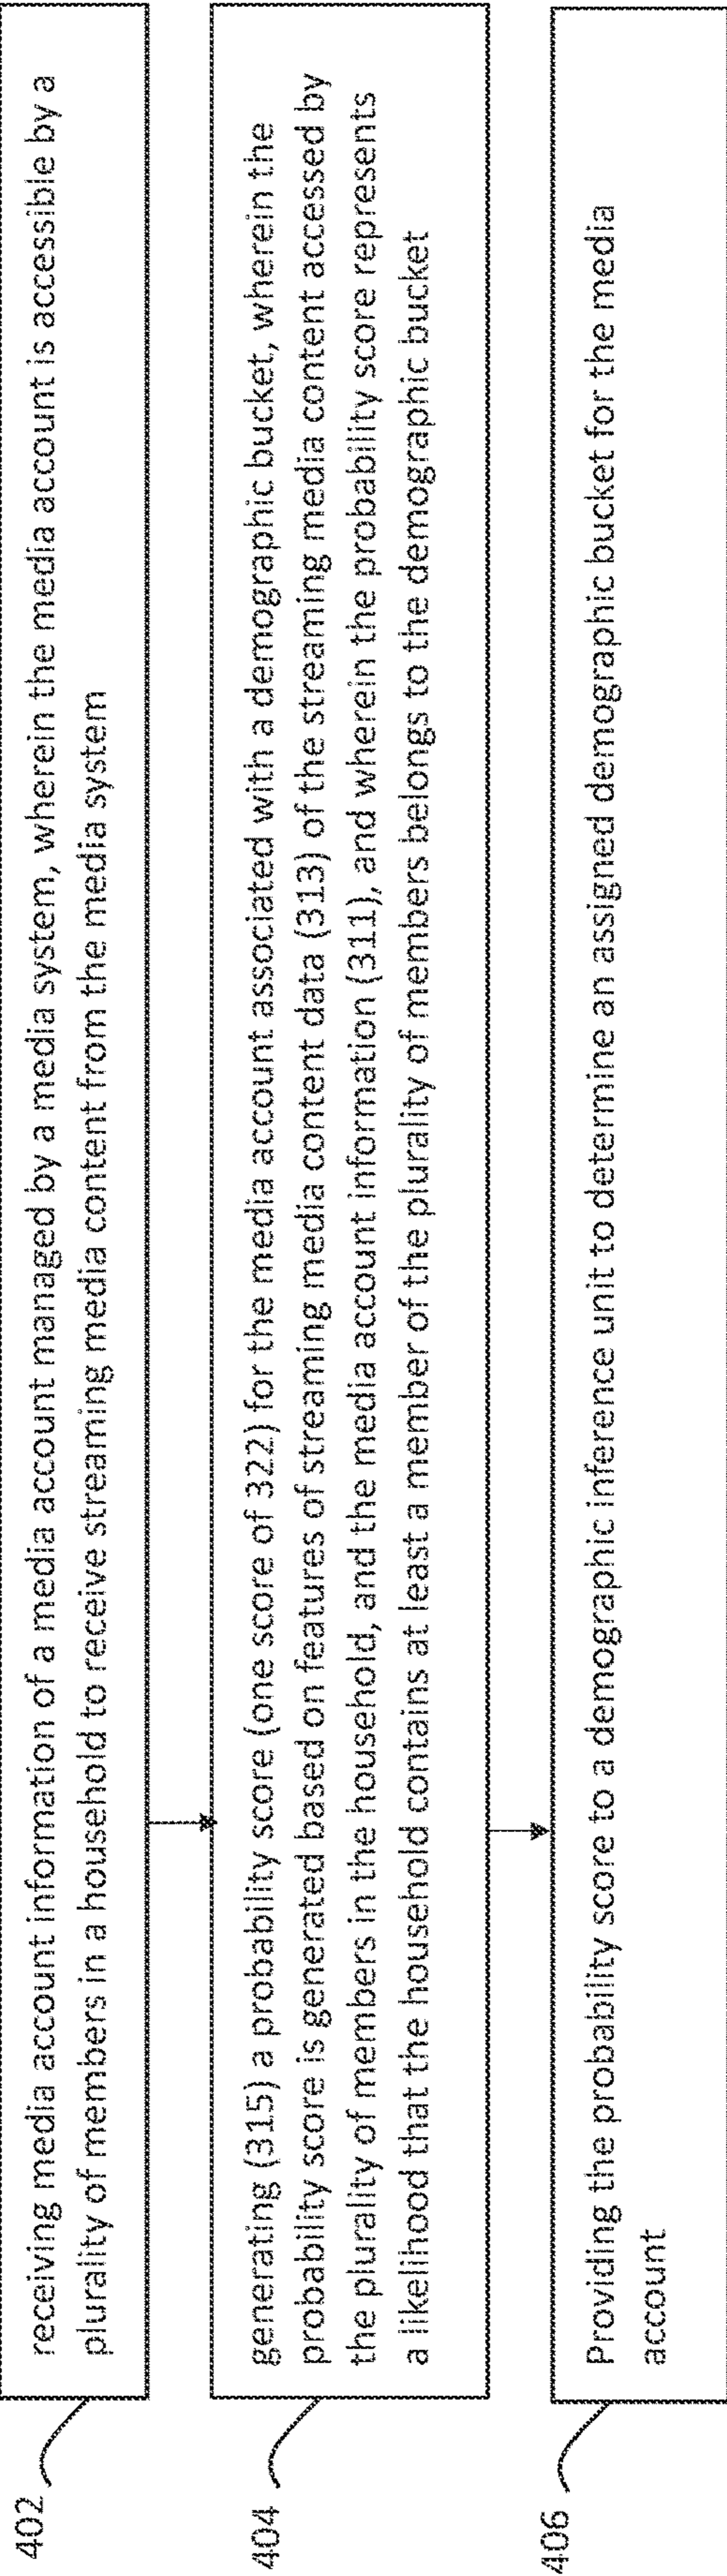 402
receiving media account information of a media account managed by a media system, wherein the media account is accessible by a
plurality of members in a household to receive streaming media content from the media system
404
generating (315) a probability score (one score of 322) for the media account associated with a demographic bucket, wherein the
probability score is generated based on features of streaming media content data (313) of the streaming media content accessed by
the plurality of members in the household, and the media account information (311), and wherein the probability score represents
a likelihood that the household contains at least a member of the plurality of members belongs to the demographic bucket
406
Providing the probability score to a demographic inference unit to determine an assigned demographic bucket for the media
account